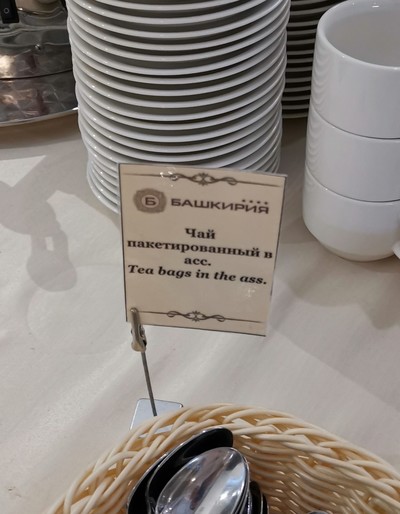 Б БАШКИРИЯ
Чай
пакетированный в
асс.
Tea bags in the ass.